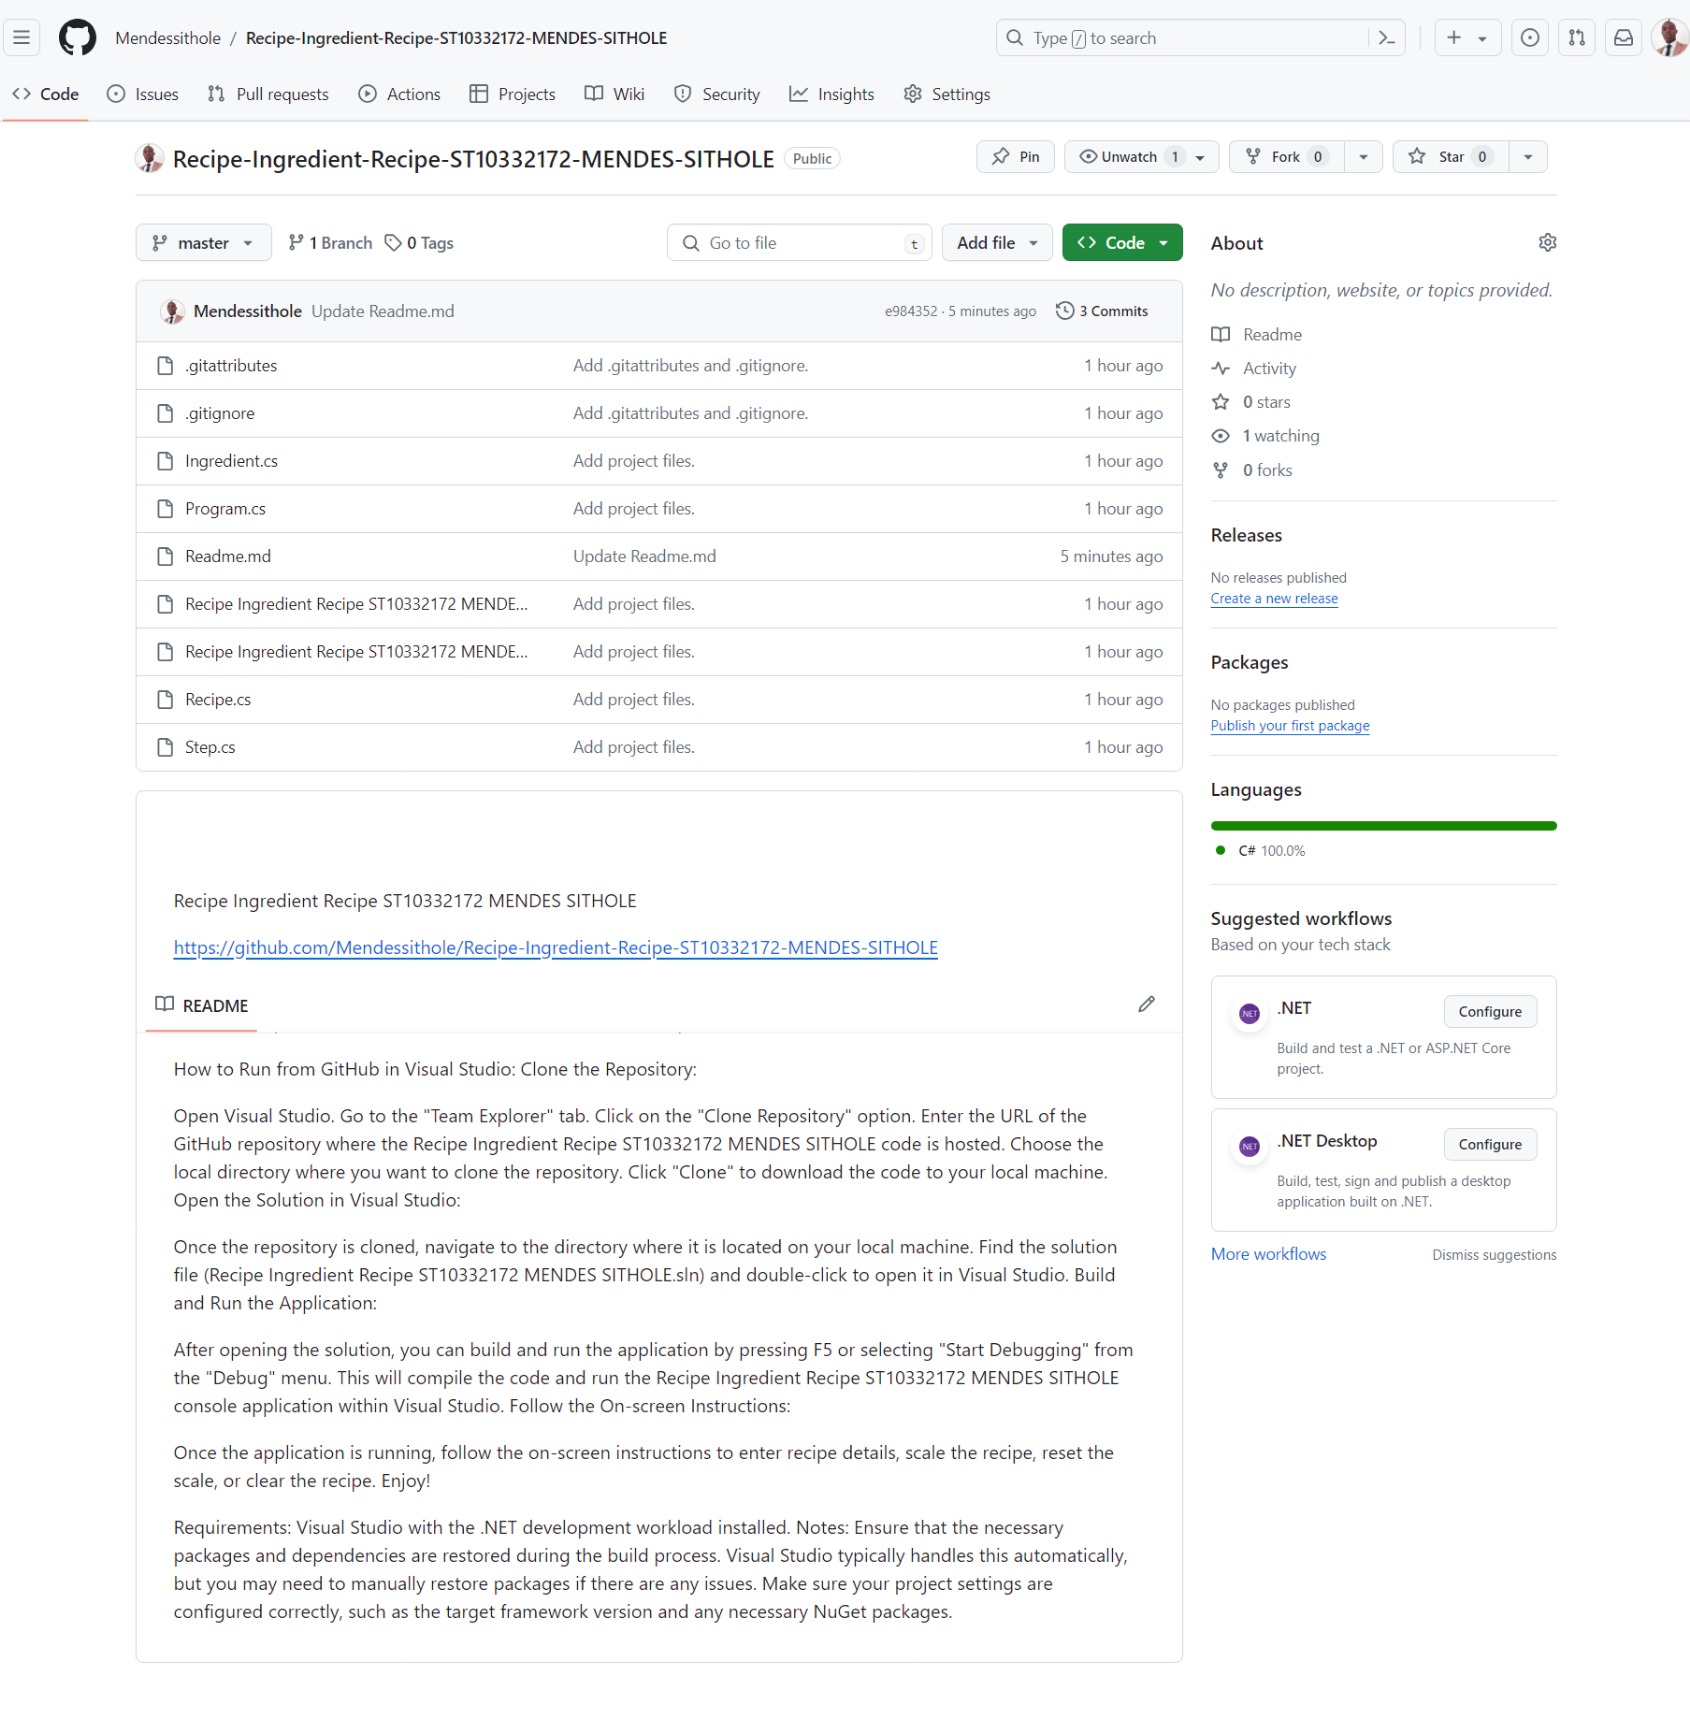 Mendessithole / Recipe-Ingredient-Recipe-ST10332172-MENDES-SITHOLE
Type / to search
Code Issues Pull requests Actions Projects Wiki Security Insights Settings
Recipe-Ingredient-Recipe-ST10332172-MENDES-SITHOLE Public
Pin Unwatch 1 Fork 0 Star 0
master 1 Branch 0 Tags
Go to file t Add file Code
Mendessithole Update Readme.md e984352 · 5 minutes ago 3 Commits
.gitattributes Add .gitattributes and .gitignore. 1 hour ago
.gitignore Add .gitattributes and .gitignore. 1 hour ago
Ingredient.cs Add project files. 1 hour ago
Program.cs Add project files. 1 hour ago
Readme.md Update Readme.md 5 minutes ago
Recipe Ingredient Recipe ST10332172 MENDE... Add project files. 1 hour ago
Recipe Ingredient Recipe ST10332172 MENDE... Add project files. 1 hour ago
Recipe.cs Add project files. 1 hour ago
Step.cs Add project files. 1 hour ago
Recipe Ingredient Recipe ST10332172 MENDES SITHOLE
https://github.com/Mendessithole/Recipe-Ingredient-Recipe-ST10332172-MENDES-SITHOLE
README
How to Run from GitHub in Visual Studio: Clone the Repository:
Open Visual Studio. Go to the "Team Explorer" tab. Click on the "Clone Repository" option. Enter the URL of the
GitHub repository where the Recipe Ingredient Recipe ST10332172 MENDES SITHOLE code is hosted. Choose the
local directory where you want to clone the repository. Click "Clone" to download the code to your local machine.
Open the Solution in Visual Studio:
Once the repository is cloned, navigate to the directory where it is located on your local machine. Find the solution
file (Recipe Ingredient Recipe ST10332172 MENDES SITHOLE.sln) and double-click to open it in Visual Studio. Build
and Run the Application:
After opening the solution, you can build and run the application by pressing F5 or selecting "Start Debugging" from
the "Debug" menu. This will compile the code and run the Recipe Ingredient Recipe ST10332172 MENDES SITHOLE
console application within Visual Studio. Follow the On-screen Instructions:
Once the application is running, follow the on-screen instructions to enter recipe details, scale the recipe, reset the
scale, or clear the recipe. Enjoy!
Requirements: Visual Studio with the .NET development workload installed. Notes: Ensure that the necessary
packages and dependencies are restored during the build process. Visual Studio typically handles this automatically,
but you may need to manually restore packages if there are any issues. Make sure your project settings are
configured correctly, such as the target framework version and any necessary NuGet packages.
About
No description, website, or topics provided.
Readme
Activity
0 stars
1 watching
0 forks
Releases
No releases published
Create a new release
Packages
No packages published
Publish your first package
Languages
C# 100.0%
Suggested workflows
Based on your tech stack
.NET .NET Configure
Build and test a .NET or ASP.NET Core
project.
.NET .NET Desktop Configure
Build, test, sign and publish a desktop
application built on .NET.
More workflows Dismiss suggestions